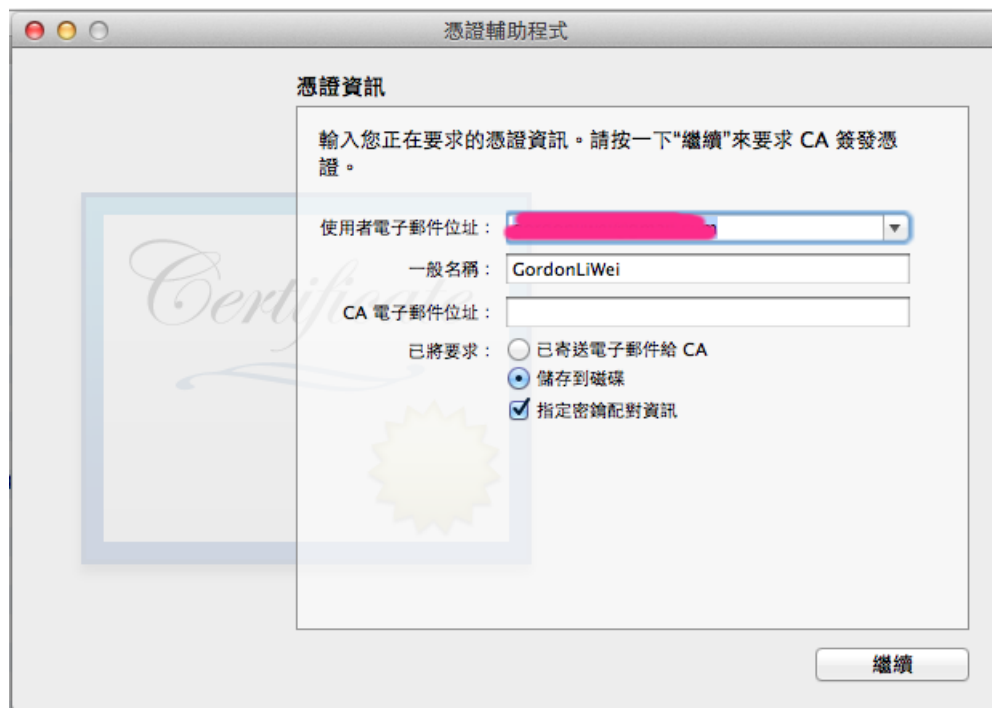 憑證輔助程式
憑證資訊
輸入您正在要求的憑證資訊。請按一下“繼續”來要求 CA 簽發憑
證。
使用者電子郵件位址：
一般名稱： GordonLiWei
CA 電子郵件位址：
已將要求： 已寄送電子郵件給 CA
儲存到磁碟
指定密鑰配對資訊
Certificate
繼續